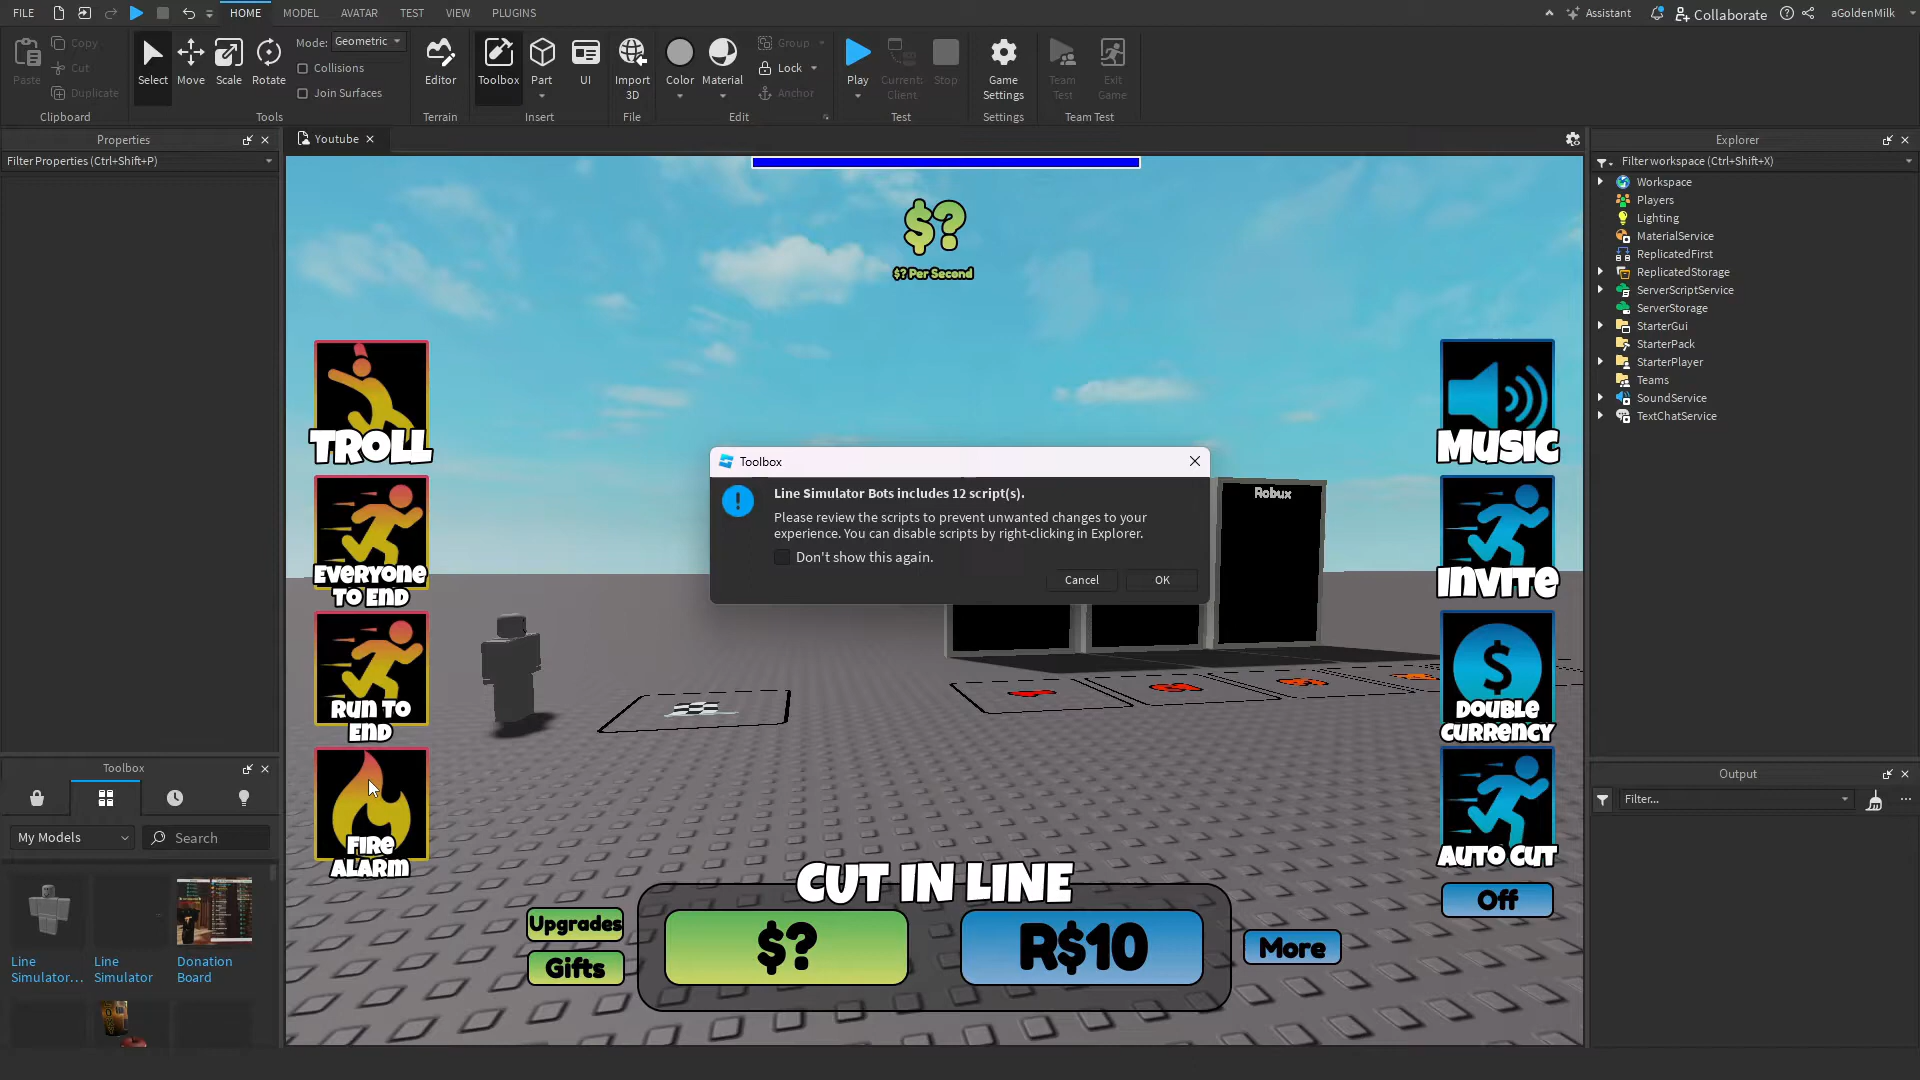 FILE
HOME
MODEL
AVATAR
TEST
VIEW
PLUGINS
Assistant
Collaborate
aGoldenMilk
Paste
Copy
Cut
Duplicate
Clipboard
Select
Move
Scale
Rotate
Mode:
Geometric
Collisions
Join Surfaces
Tools
Editor
Terrain
Toolbox
Part
UI
Insert
Import
3D
File
Color
Material
Group
Lock
Anchor
Edit
Play
Current:
Client
Stop
Test
Game
Settings
Settings
Team
Test
Exit
Game
Team Test
Properties
Filter Properties (Ctrl+Shift+P)
Youtube
Explorer
Filter workspace (Ctrl+Shift+X)
Workspace
Players
Lighting
MaterialService
ReplicatedFirst
ReplicatedStorage
ServerScriptService
ServerStorage
StarterGui
StarterPack
StarterPlayer
Teams
SoundService
TextChatService
$?
$? Per Second
TROLL
EVERYONE
TO END
RUN TO
END
FIRE
ALARM
MUSIC
INVITE
DOUBLE
CURRENCY
AUTO CUT
Off
Robux
Toolbox
Line Simulator Bots includes 12 script(s).
Please review the scripts to prevent unwanted changes to your
experience. You can disable scripts by right-clicking in Explorer.
Don't show this again.
Cancel
OK
CUT IN LINE
Upgrades
Gifts
$?
R$10
More
Toolbox
My Models
Search
Line
Simulator...
Line
Simulator
Donation
Board
Output
Filter...